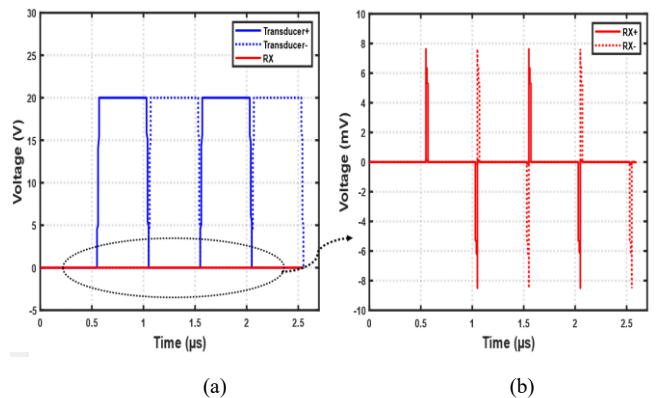 30
25
20
15
10
5
0
-5
Voltage (V)
0 0.5 1 1.5 2 2.5
Time (µs)
Transducer+
Transducer-
RX
(a)
10
8
6
4
2
0
-2
-4
-6
-8
-10
Voltage (mV)
0 0.5 1 1.5 2 2.5
Time (µs)
RX+
RX-
(b)